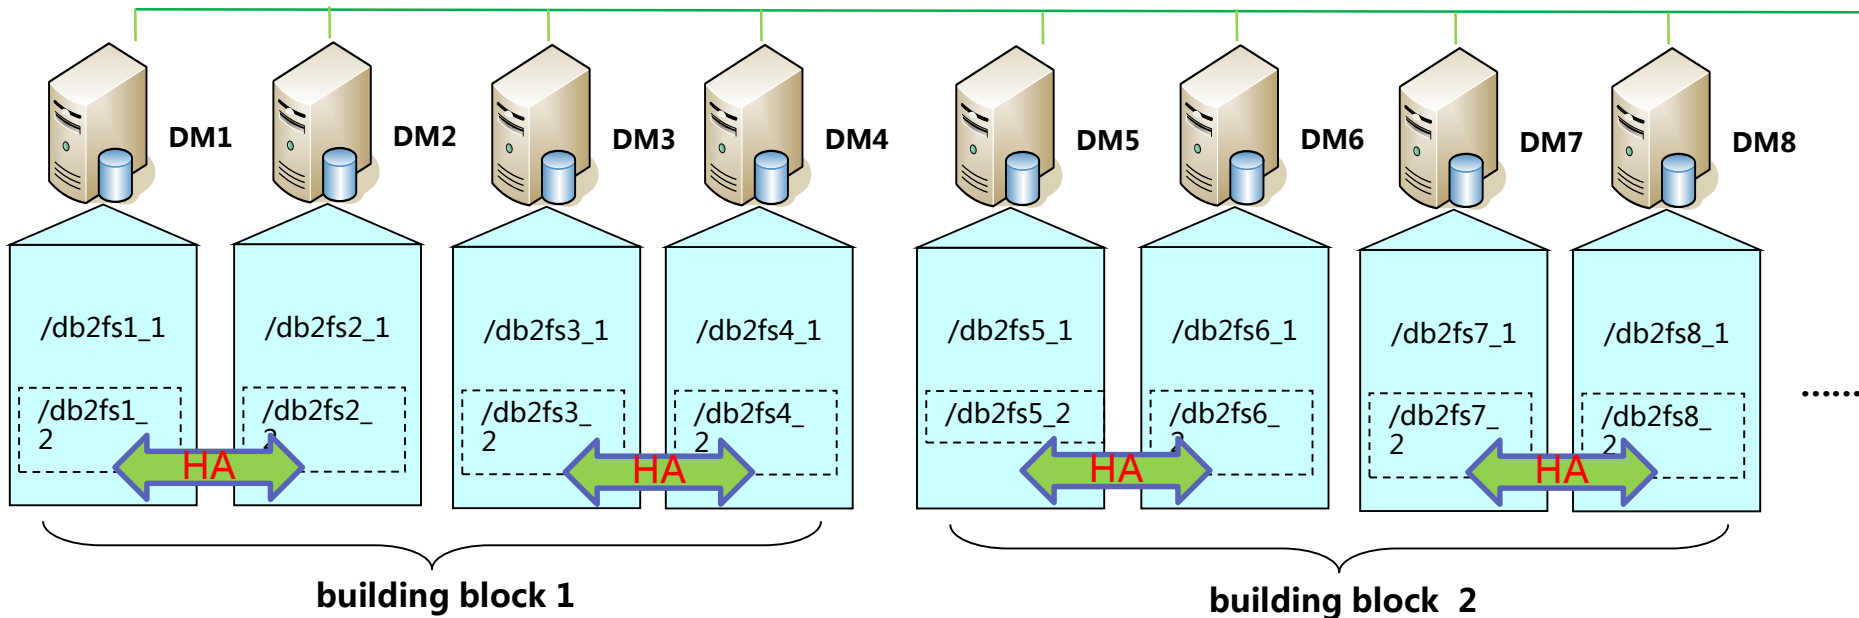 DM1
DM2
DM3
DM4
DM5
DM6
DM7
DM8
/db2fs1_1
/db2fs2_1
/db2fs3_1
/db2fs4_1
/db2fs5_1
/db2fs6_1
/db2fs7_1
/db2fs8_1
/db2fs1_
2
/db2fs2_
2
/db2fs3_
2
/db2fs4_
2
/db2fs5_2
/db2fs6_
2
/db2fs7_
2
/db2fs8_
2
......
HA
HA
HA
HA
building block 1
building block 2